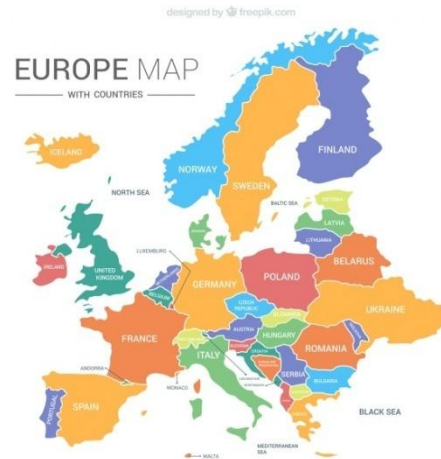 designed by freepik.com
EUROPE MAP
WITH COUNTRIES
ICELAND
NORWAY
SWEDEN
FINLAND
NORTH SEA
BALTIC SEA
ESTONIA
LATVIA
LITHUANIA
DENMARK
IRELAND
UNITED
KINGDOM
BELARUS
LUXEMBURG
BELGIUM
GERMANY
POLAND
CZECH
REPUBLIC
UKRAINE
FRANCE
AUSTRIA
HUNGARY
ROMANIA
ITALY
CROATIA
SERBIA
BULGARIA
ANDORRA
MONACO
PORTUGAL
SPAIN
BLACK SEA
MEDITERRANEAN
SEA
MALTA